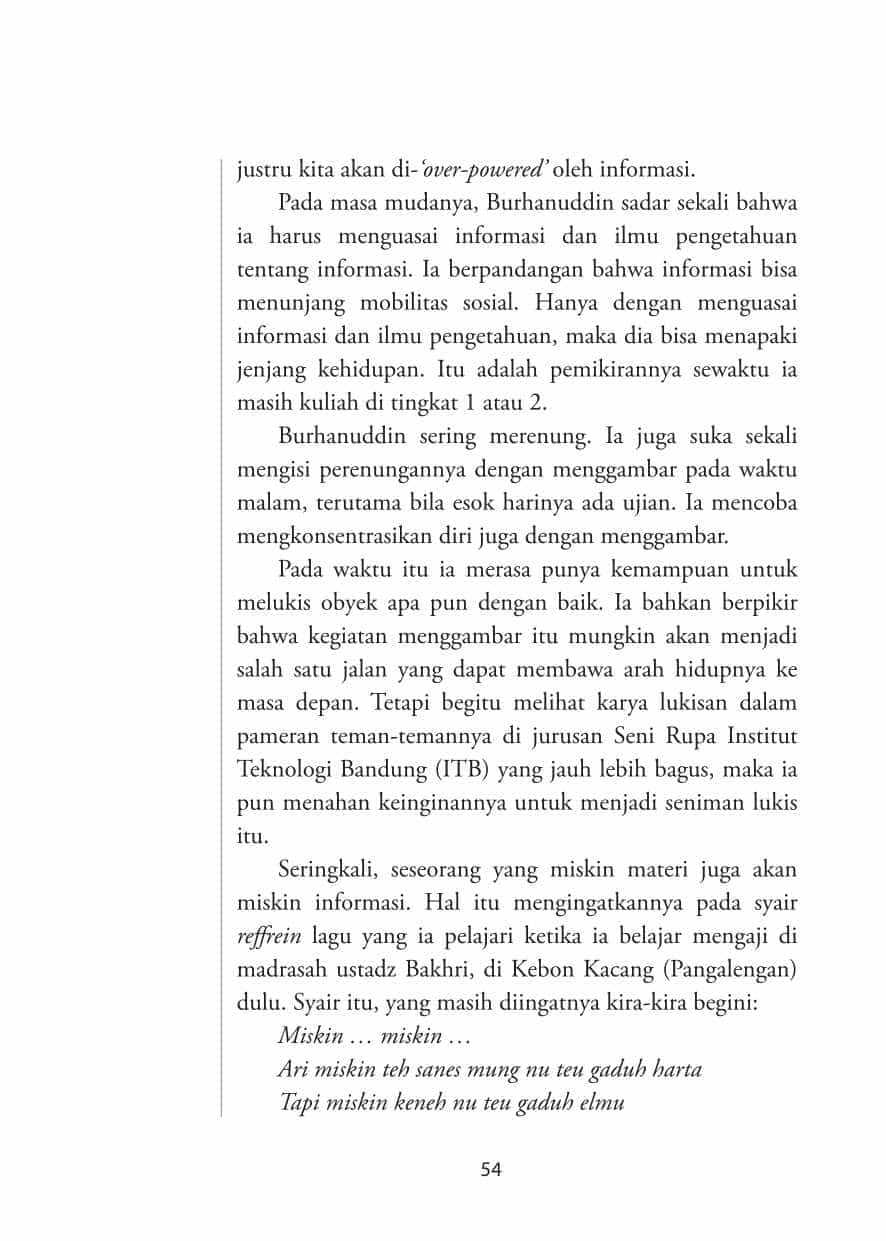 justru kita akan di-‘over-powered’ oleh informasi.
Pada masa mudanya, Burhanuddin sadar sekali bahwa
ia harus menguasai informasi dan ilmu pengetahuan
tentang informasi. Ia berpandangan bahwa informasi bisa
menunjang mobilitas sosial. Hanya dengan menguasai
informasi dan ilmu pengetahuan, maka dia bisa menapaki
jenjang kehidupan. Itu adalah pemikirannya sewaktu ia
masih kuliah di tingkat 1 atau 2.
Burhanuddin sering merenung. Ia juga suka sekali
mengisi perenungannya dengan menggambar pada waktu
malam, terutama bila esok harinya ada ujian. Ia mencoba
mengkonsentrasikan diri juga dengan menggambar.
Pada waktu itu ia merasa punya kemampuan untuk
melukis obyek apa pun dengan baik. Ia bahkan berpikir
bahwa kegiatan menggambar itu mungkin akan menjadi
salah satu jalan yang dapat membawa arah hidupnya ke
masa depan. Tetapi begitu melihat karya lukisan dalam
pameran teman-temannya di jurusan Seni Rupa Institut
Teknologi Bandung (ITB) yang jauh lebih bagus, maka ia
pun menahan keinginannya untuk menjadi seniman lukis
itu.
Seringkali, seseorang yang miskin materi juga akan
miskin informasi. Hal itu mengingatkannya pada syair
reffrein lagu yang ia pelajari ketika ia belajar mengaji di
madrasah ustadz Bakhri, di Kebon Kacang (Pangalengan)
dulu. Syair itu, yang masih diingatnya kira-kira begini:
Miskin … miskin …
Ari miskin teh sanes mung nu teu gaduh harta
Tapi miskin keneh nu teu gaduh elmu
54